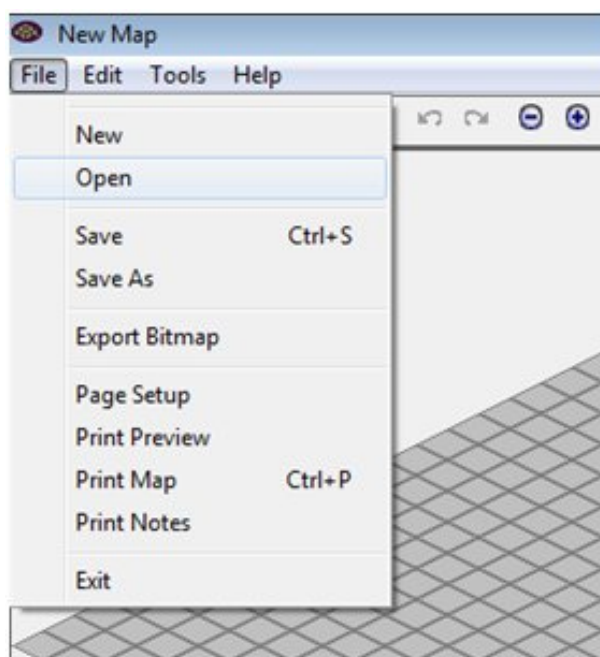 New Map
File Edit Tools Help
New
Open
Save Ctrl+S
Save As
Export Bitmap
Page Setup
Print Preview
Print Map Ctrl+P
Print Notes
Exit